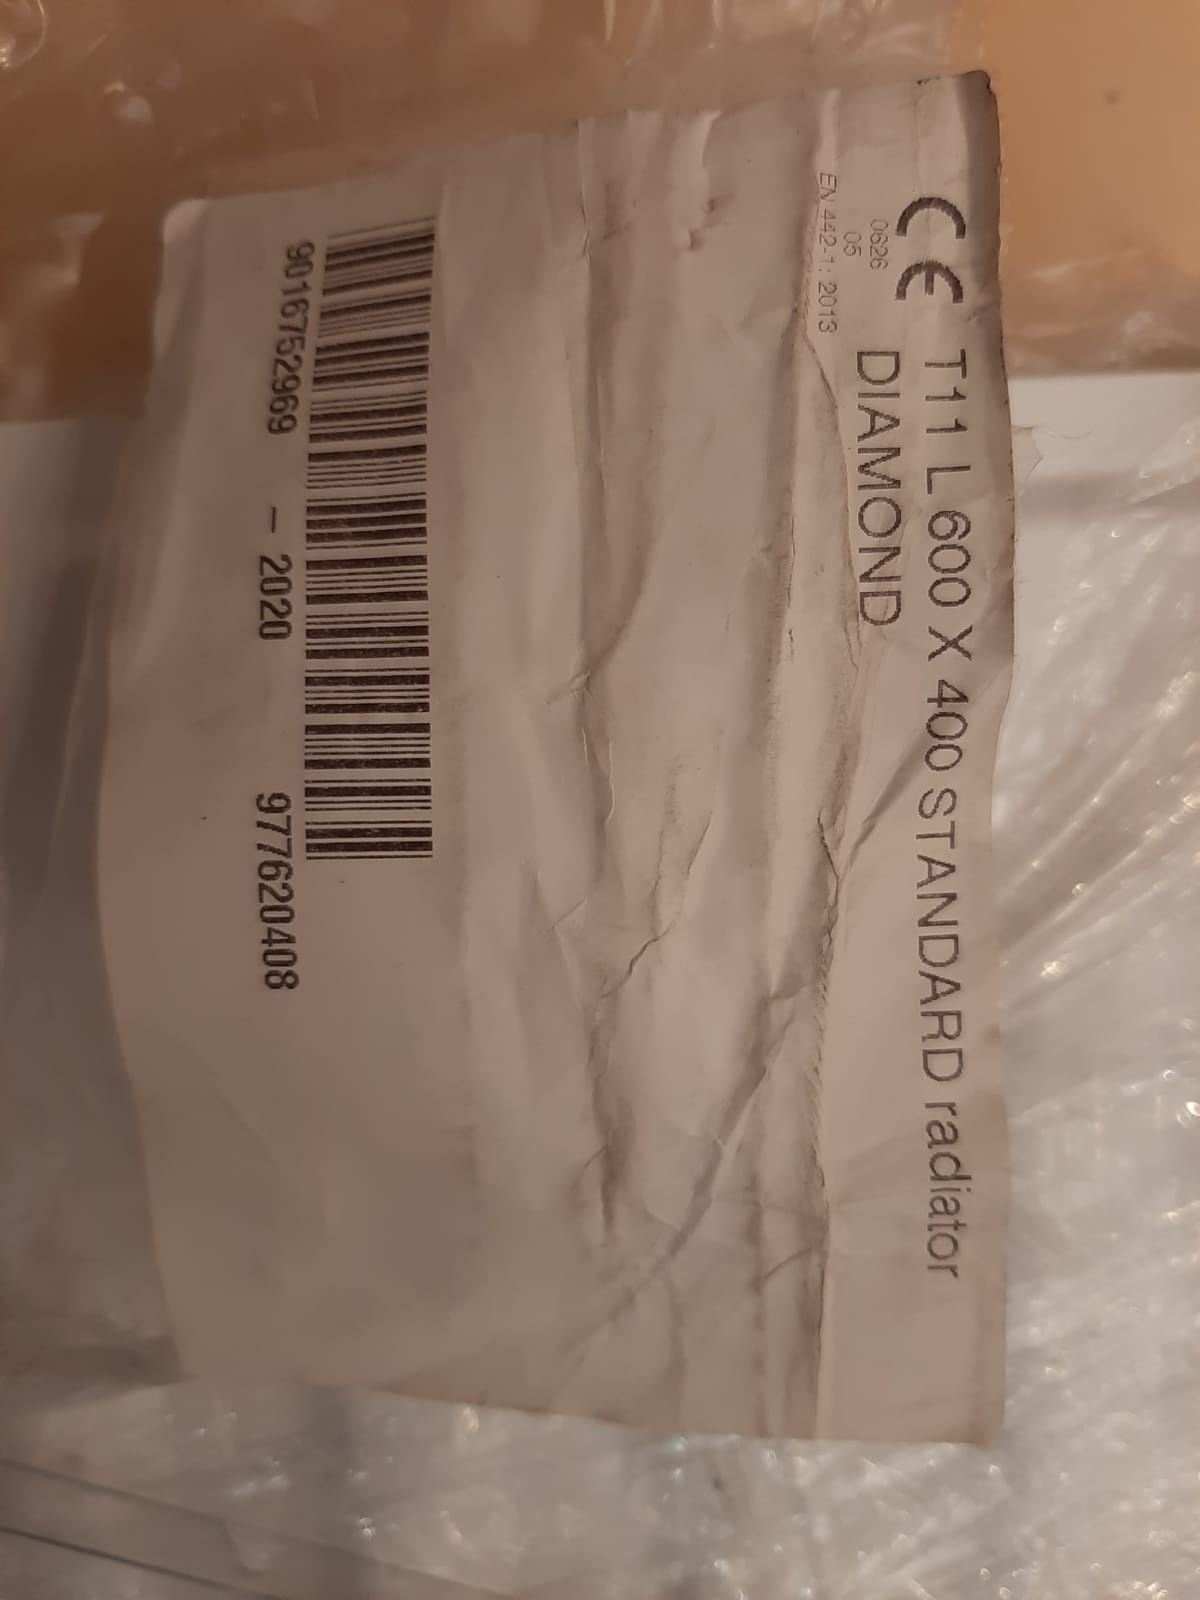 CE T11 L 600 X 400 STANDARD radiator
0626 DIAMOND
05
EN 442-1: 2013
9016752969 - 2020 977620408